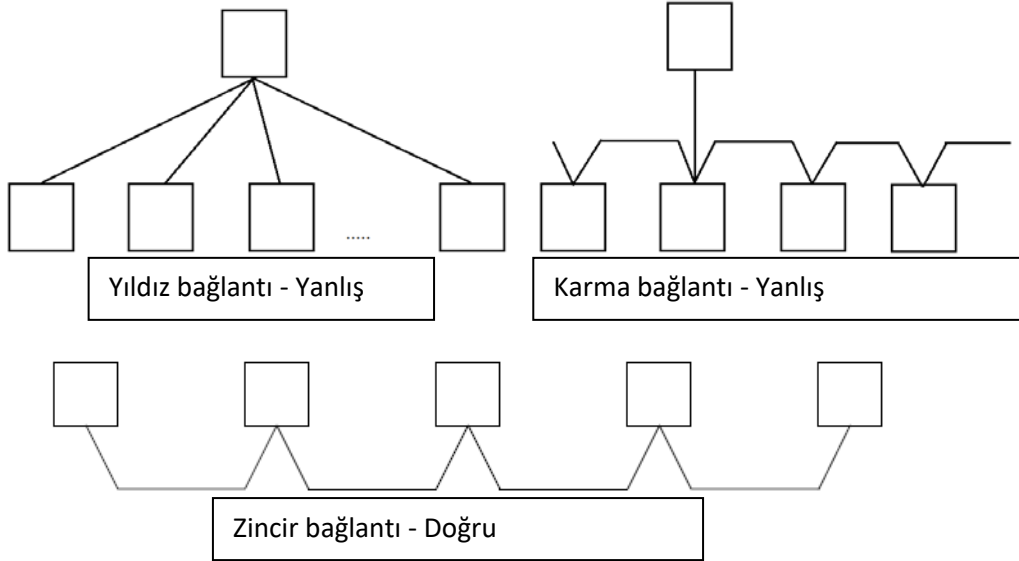 .....
Yıldız bağlantı - Yanlış
Karma bağlantı - Yanlış
Zincir bağlantı - Doğru